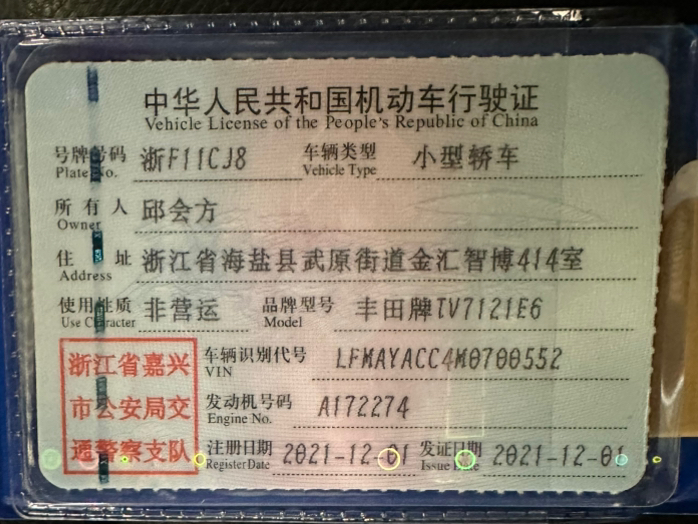 中华人民共和国机动车行驶证
Vehicle License of the People's Republic of China
号牌号码 浙F11CJ8 车辆类型 小型轿车
Plate No. Vehicle Type
所有人 邱会方
Owner
住址 浙江省海盐县武原街道金汇智博414室
Address
使用性质 非营运 品牌型号 丰田牌TV7121E6
Use Character Model
浙江省嘉兴
市公安局交
通警察支队
车辆识别代号 LFMAYACC4M0700552
VIN
发动机号码 A172274
Engine No.
注册日期 2021-12-01 发证日期 2021-12-01
Register Date Issue Date